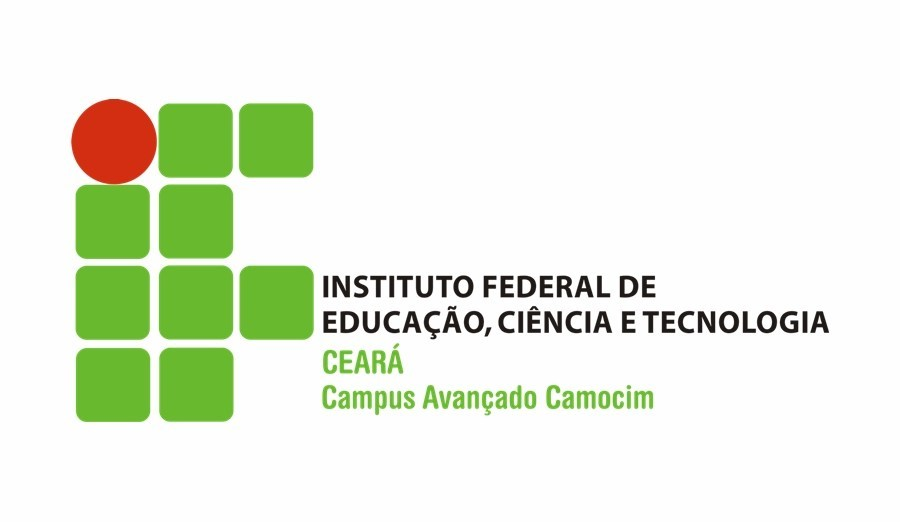 INSTITUTO FEDERAL DE
EDUCAÇÃO, CIÊNCIA E TECNOLOGIA
CEARÁ
Campus Avançado Camocim